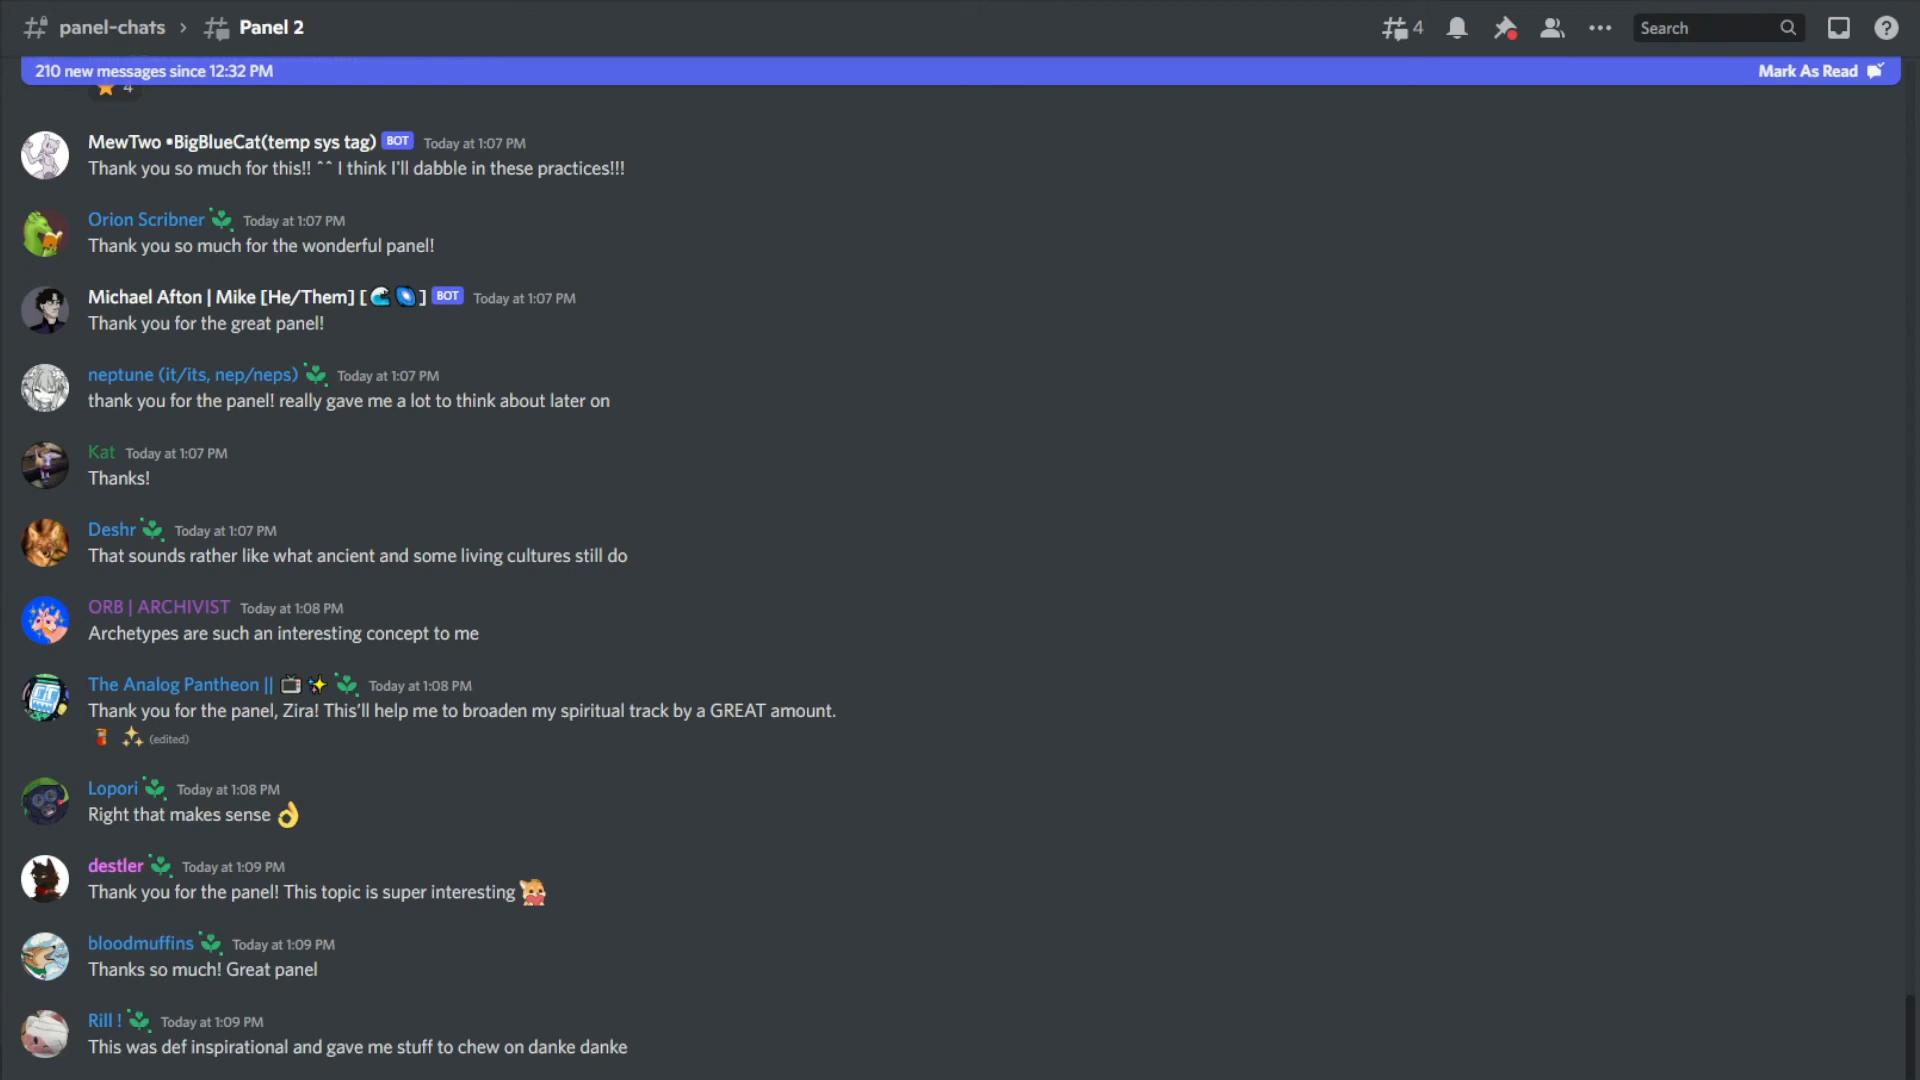 panel-chats › Panel 2 4 Search
210 new messages since 12:32 PM Mark As Read
4
MewTwo •BigBlueCat(temp sys tag) BOT Today at 1:07 PM
Thank you so much for this!! ^^ I think I'll dabble in these practices!!!
Orion Scribner Today at 1:07 PM
Thank you so much for the wonderful panel!
Michael Afton | Mike [He/Them] [🌊🌌] BOT Today at 1:07 PM
Thank you for the great panel!
neptune (it/its, nep/neps) Today at 1:07 PM
thank you for the panel! really gave me a lot to think about later on
Kat Today at 1:07 PM
Thanks!
Deshr Today at 1:07 PM
That sounds rather like what ancient and some living cultures still do
ORB | ARCHIVIST Today at 1:08 PM
Archetypes are such an interesting concept to me
The Analog Pantheon || 📺✨ Today at 1:08 PM
Thank you for the panel, Zira! This'll help me to broaden my spiritual track by a GREAT amount.
✨ (edited)
Lopori Today at 1:08 PM
Right that makes sense 👌
destler Today at 1:09 PM
Thank you for the panel! This topic is super interesting
bloodmuffins Today at 1:09 PM
Thanks so much! Great panel
Rill ! Today at 1:09 PM
This was def inspirational and gave me stuff to chew on danke danke